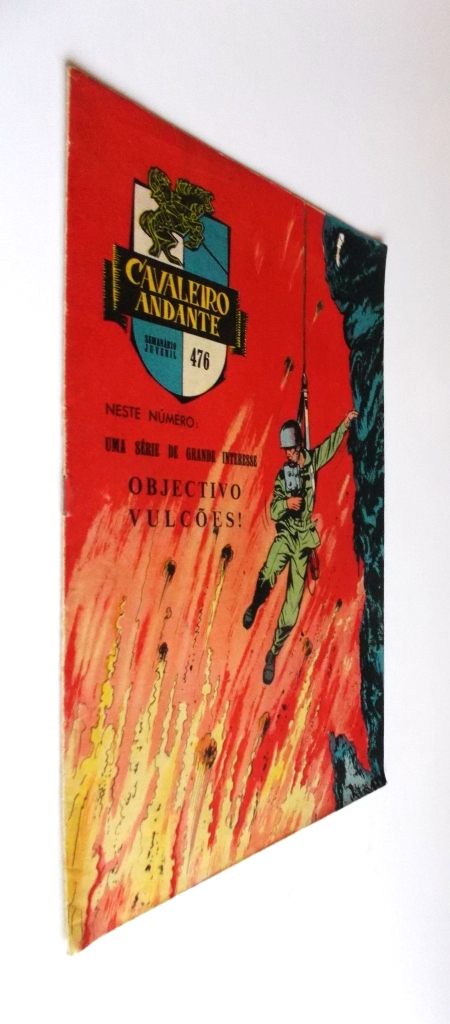 CAVALEIRO
ANDANTE
SEMANÁRIO
JUVENIL
476
NESTE NÚMERO:
UMA SÉRIE DE GRANDE INTERESSE
OBJECTIVO
VULCÕES!